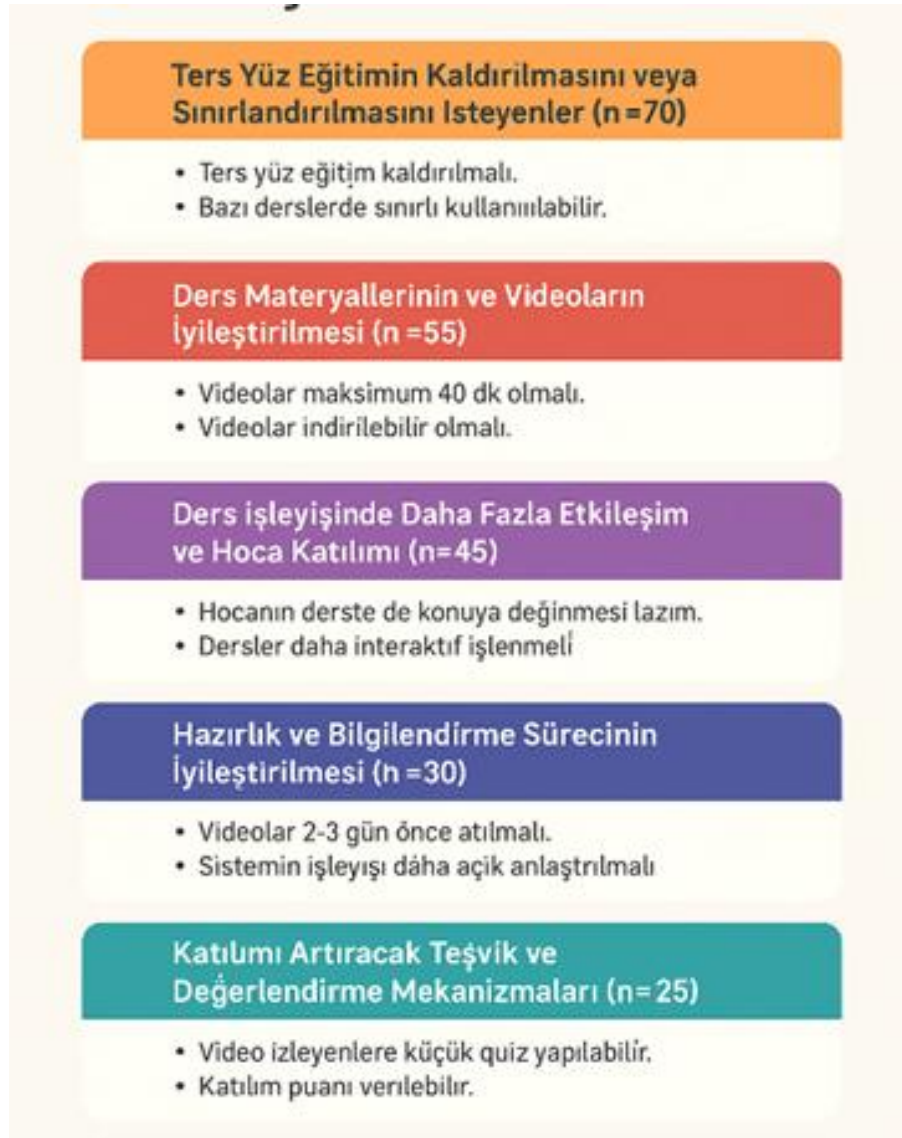 Ters Yüz Eğitimin Kaldırılmasını veya
Sınırlandırılmasını Isteyenler (n=70)
• Ters yüz eğitim kaldırılmalı.
• Bazı derslerde sınırlı kullanıııılabilir.
Ders Materyallerinin ve Videoların
İyileştirilmesi (n =55)
• Videolar maksimum 40 dk olmalı.
• Videolar indirilebilir olmalı.
Ders işleyişinde Daha Fazla Etkileşim
ve Hoca Katılımı (n=45)
• Hocanın derste de konuya değinmesi lazım.
• Dersler daha interaktıf işlenmeli
Hazırlık ve Bilgilendirme Sürecinin
İyileştirilmesi (h =30)
• Videolar 2-3 gün önce atılmalı.
• Sistemin işleyışı dáha açik anlaştrılmalı
Katılımı Artıracak Teşvik ve
Değerlendirme Mekanizmaları (n=25)
• Video izleyenlere küçük quiz yapılabilir.
• Katılım puanı verılebilır.